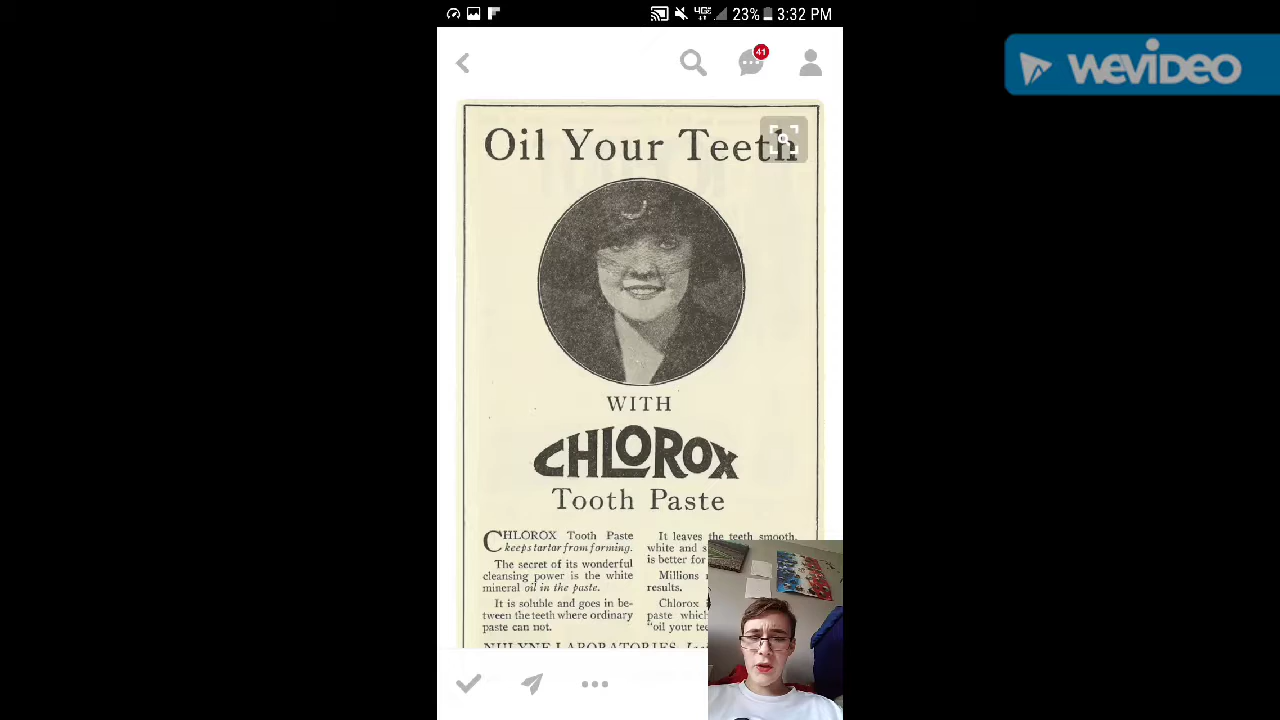 23% 3:32 PM
41
WEVIDEO
Oil Your Teeth
WITH
CHLOROX
Tooth Paste
CHLOROX Tooth Paste
keeps tartar from forming.
The secret of its wonderful
cleansing power is the white
mineral oil in the paste.
It is soluble and goes in be-
tween the teeth where ordinary
paste can not.
It leaves the teeth smooth,
white and
is better for
Millions
results.
Chlorox
paste which
"oil your